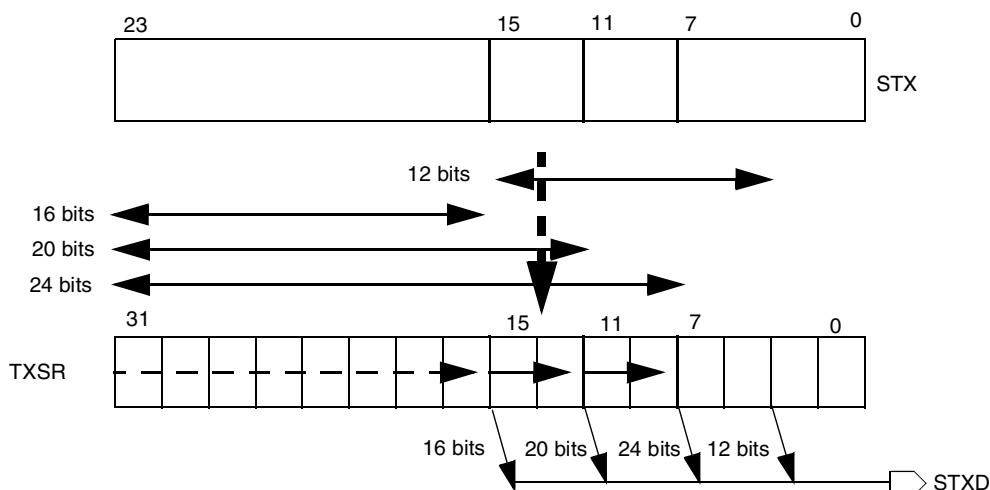 23 15 11 7 0
STX
12 bits
16 bits
20 bits
24 bits
31 15 11 7 0
TXSR
16 bits 20 bits 24 bits 12 bits
STXD